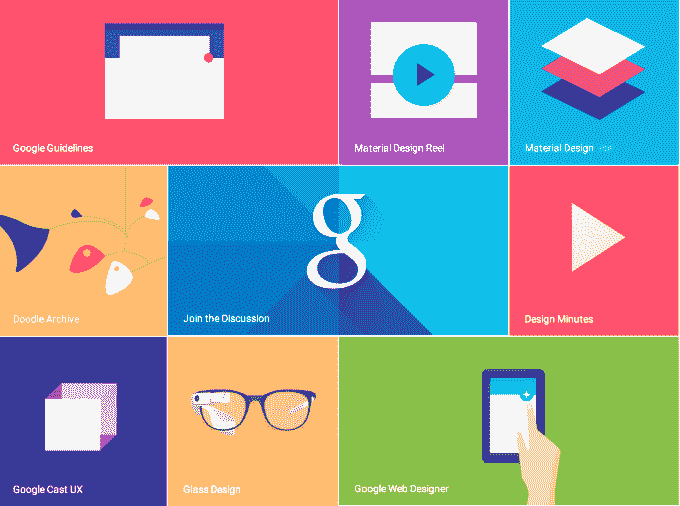 Google Guidelines
Material Design Reel
Material Design
Doodle Archive
g
Join the Discussion
Design Minutes
Google Cast UX
Glass Design
Google Web Designer